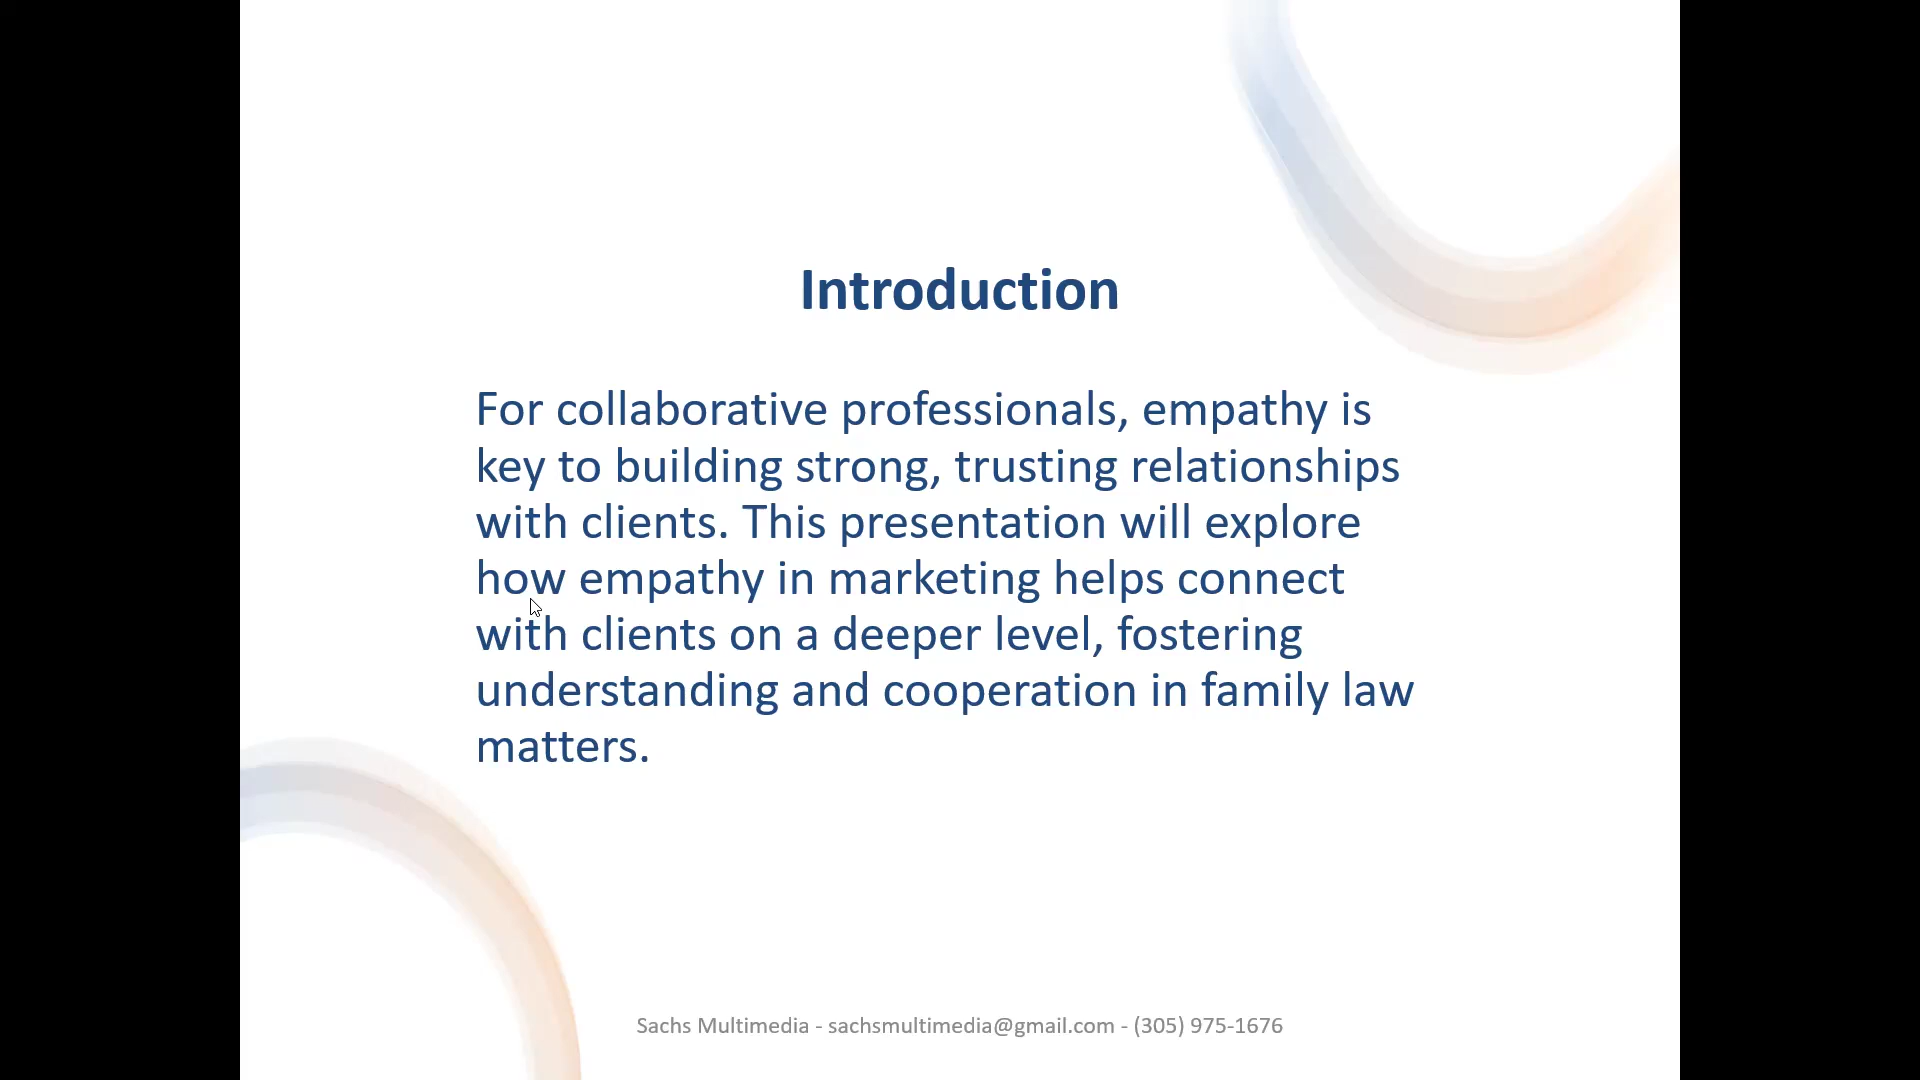 Introduction
For collaborative professionals, empathy is
key to building strong, trusting relationships
with clients. This presentation will explore
how empathy in marketing helps connect
with clients on a deeper level, fostering
understanding and cooperation in family law
matters.
Sachs Multimedia - sachsmultimedia@gmail.com - (305) 975-1676